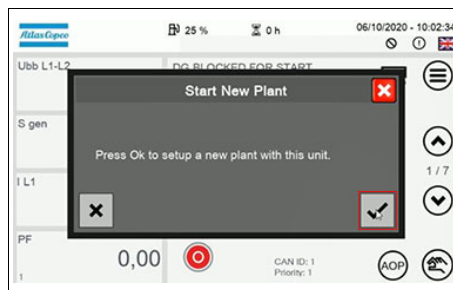 Atlas Copco
25 %
0 h
06/10/2020 - 10:02:34
Ubb L1-L2
DG BLOCKED FOR START
Start New Plant
S gen
Press Ok to setup a new plant with this unit.
1 / 7
I L1
PF
0,00
1
CAN ID: 1
Priority: 1
AOP